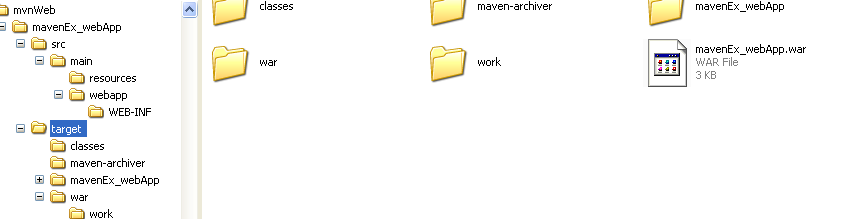 mvnWeb
mavenEx_webApp
src
main
resources
webapp
WEB-INF
target
classes
maven-archiver
mavenEx_webApp
war
work
classes
maven-archiver
mavenEx_webApp
war
work
mavenEx_webApp.war
WAR File
3 KB